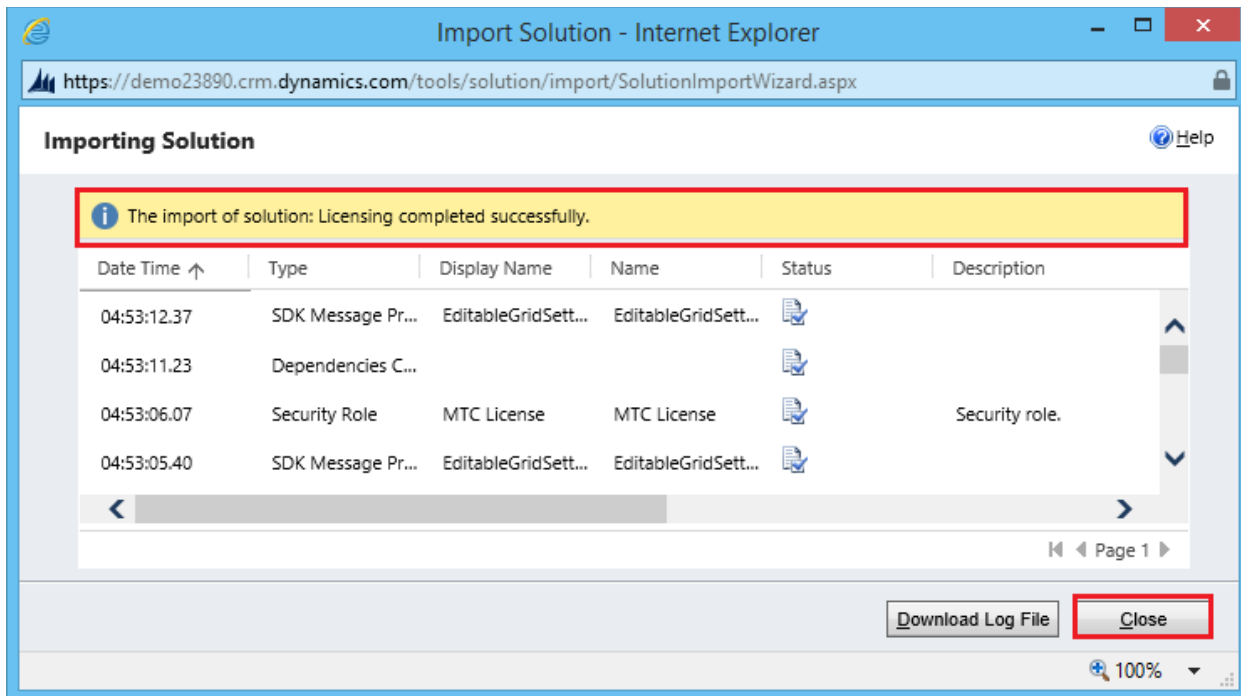 Import Solution - Internet Explorer
https://demo23890.crm.dynamics.com/tools/solution/import/SolutionImportWizard.aspx
Importing Solution
Help
The import of solution: Licensing completed successfully.
Date Time Type Display Name Name Status Description
04:53:12.37 SDK Message Pr... EditableGridSett... EditableGridSett...
04:53:11.23 Dependencies C...
04:53:06.07 Security Role MTC License MTC License Security role.
04:53:05.40 SDK Message Pr... EditableGridSett... EditableGridSett...
Page 1
Download Log File Close
100%